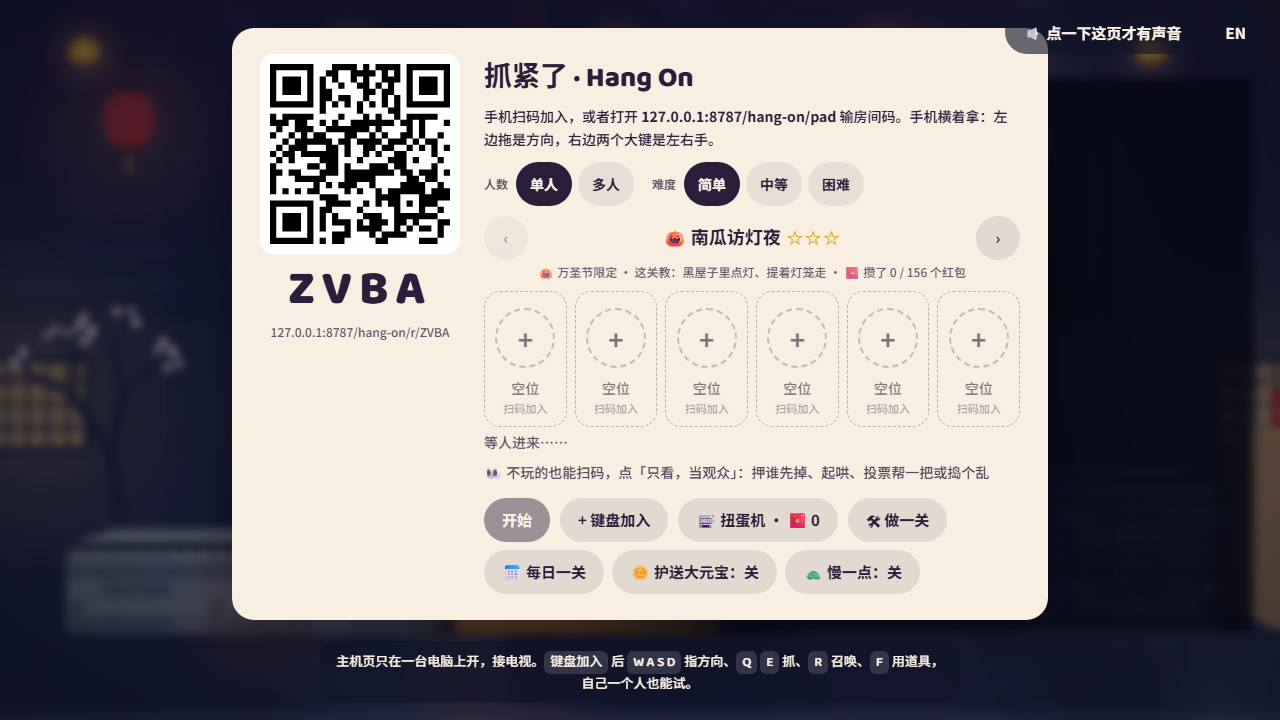 点一下这页才有声音
EN
抓紧了 · Hang On
手机扫码加入，或者打开 127.0.0.1:8787/hang-on/pad 输房间码。手机横着拿：左
边拖是方向，右边两个大键是左右手。
人数 单人 多人 难度 简单 中等 困难
‹ 南瓜访灯夜 ☆☆☆ ›
万圣节限定 · 这关教：黑屋子里点灯、提着灯笼走 · 攒了 0 / 156 个红包
ZVBA
127.0.0.1:8787/hang-on/r/ZVBA
+ + + + + +
空位 空位 空位 空位 空位 空位
扫码加入 扫码加入 扫码加入 扫码加入 扫码加入 扫码加入
等人进来……
不玩的也能扫码，点「只看，当观众」：押谁先掉、起哄、投票帮一把或捣个乱
开始 + 键盘加入 扭蛋机 · 0 做一关
每日一关 护送大元宝：关 慢一点：关
主机页只在一台电脑上开，接电视。 键盘加入 后 WASD 指方向、 Q E 抓、 R 召唤、 F 用道具，
自己一个人也能试。